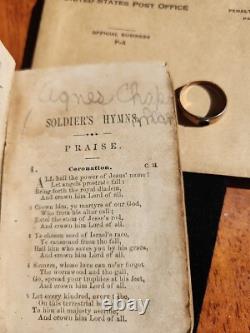 UNITED STATES POST OFFICE
OFFICIAL BUSINESS
PENAL
PAYM
Agnes Chap
man
SOLDIER'S HYMNS.
PRAISE.
1. Coronation. C. M.
ALL hail the power of Jesus' name!
Let angels prostrate fall:
Bring forth the royal diadem,
And crown him Lord of all.
2 Crown him, ye martyrs of our God,
Who from his altar call;
Extol the stem of Jesse's rod,
And crown him Lord of all.
3 Ye chosen seed of Israel's race,
Ye ransomed from the fall,
Hail him who saves you by his grace,
And crown him Lord of all.
4 Sinners, whose love can ne'er forget
The wormwood and the gall,
Go, spread your trophies at his feet,
And crown him Lord of all.
5 Let every kindred, every tribe,
On this terrestrial ba
To him all majesty ascribe,
And crown him Lord of all.